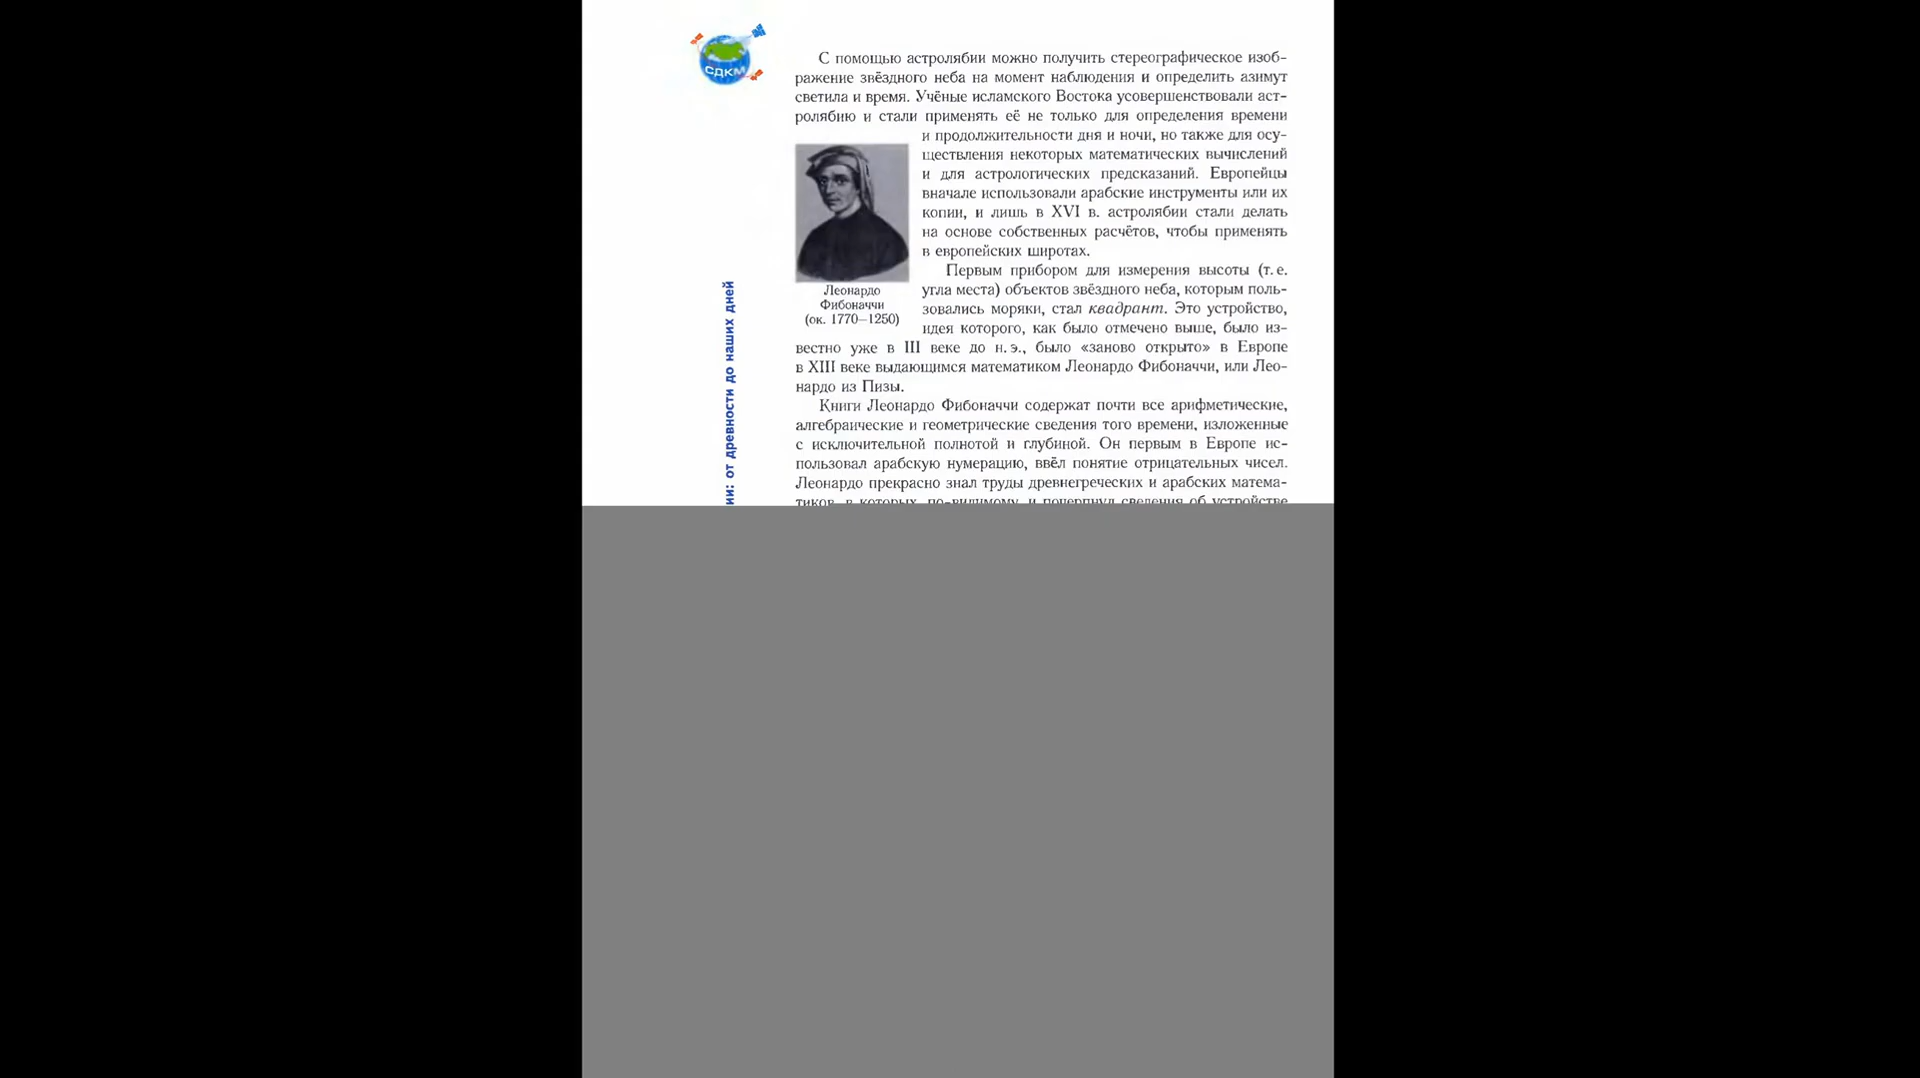 СДКМ
С помощью астролябии можно получить стереографическое изоб-
ражение звёздного неба на момент наблюдения и определить азимут
светила и время. Учёные исламского Востока усовершенствовали аст-
ролябию и стали применять её не только для определения времени
и продолжительности дня и ночи, но также для осу-
ществления некоторых математических вычислений
и для астрологических предсказаний. Европейцы
вначале использовали арабские инструменты или их
копии, и лишь в XVI в. астролябии стали делать
на основе собственных расчётов, чтобы применять
в европейских широтах.
Леонардо
Фибоначчи
(ок. 1770–1250)
Первым прибором для измерения высоты (т. е.
угла места) объектов звёздного неба, которым поль-
зовались моряки, стал квадрант. Это устройство,
идея которого, как было отмечено выше, было из-
вестно уже в III веке до н. э., было «заново открыто» в Европе
в XIII веке выдающимся математиком Леонардо Фибоначчи, или Лео-
нардо из Пизы.
Книги Леонардо Фибоначчи содержат почти все арифметические,
алгебраические и геометрические сведения того времени, изложенные
с исключительной полнотой и глубиной. Он первым в Европе ис-
пользовал арабскую нумерацию, ввёл понятие отрицательных чисел.
Леонардо прекрасно знал труды древнегреческих и арабских матема-
тиков, в которых, по-видимому, и почерпнул сведения об устройстве
ии: от древности до наших дней